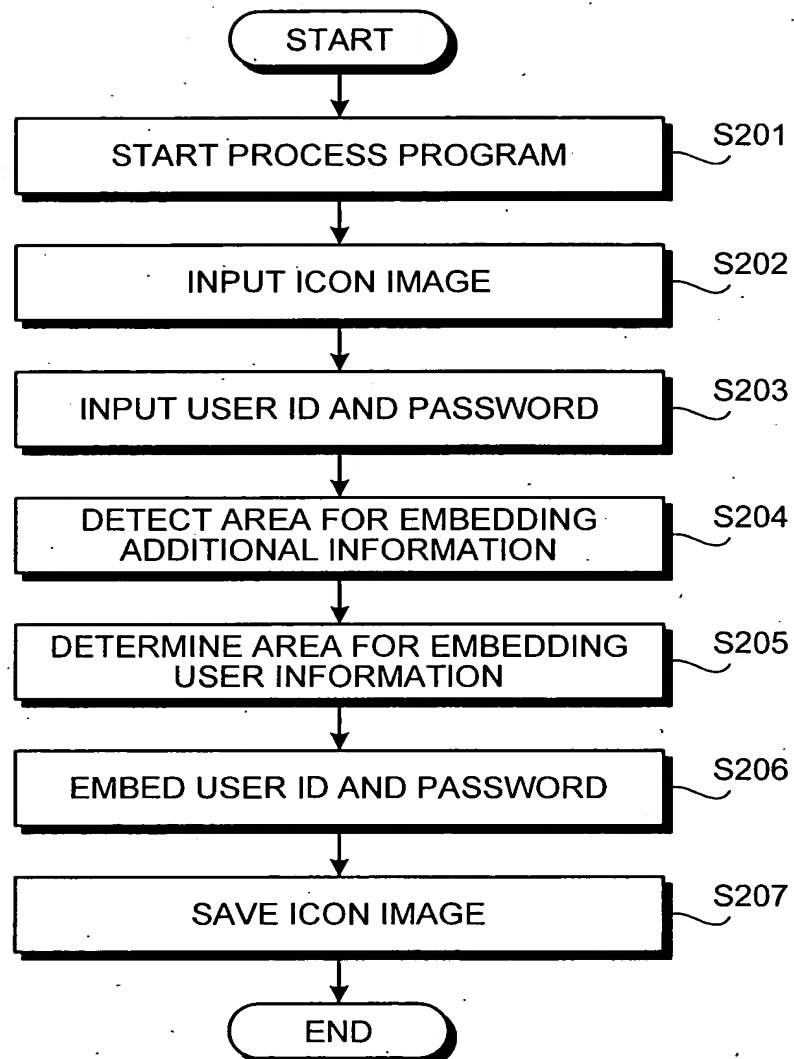 START
START PROCESS PROGRAM
S201
INPUT ICON IMAGE
S202
INPUT USER ID AND PASSWORD
S203
DETECT AREA FOR EMBEDDING
ADDITIONAL INFORMATION
S204
DETERMINE AREA FOR EMBEDDING
USER INFORMATION
S205
EMBED USER ID AND PASSWORD
S206
SAVE ICON IMAGE
S207
END